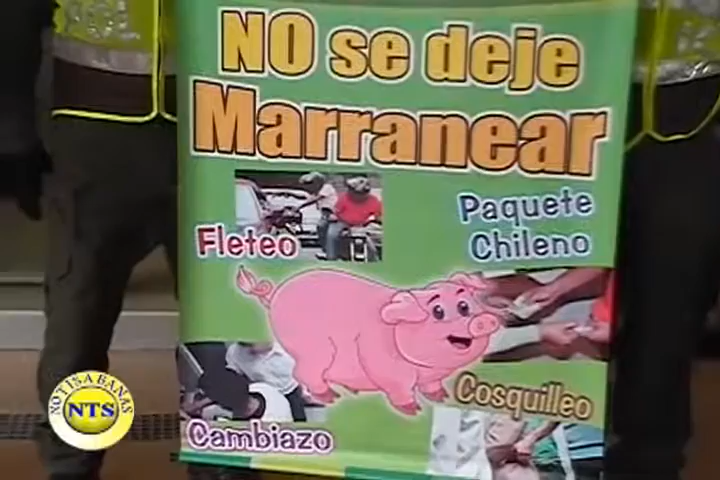 NO se deje
Marranear
Fleteo
Paquete
Chileno
Cosquilleo
Cambiazo
NOTISABANAS
NTS